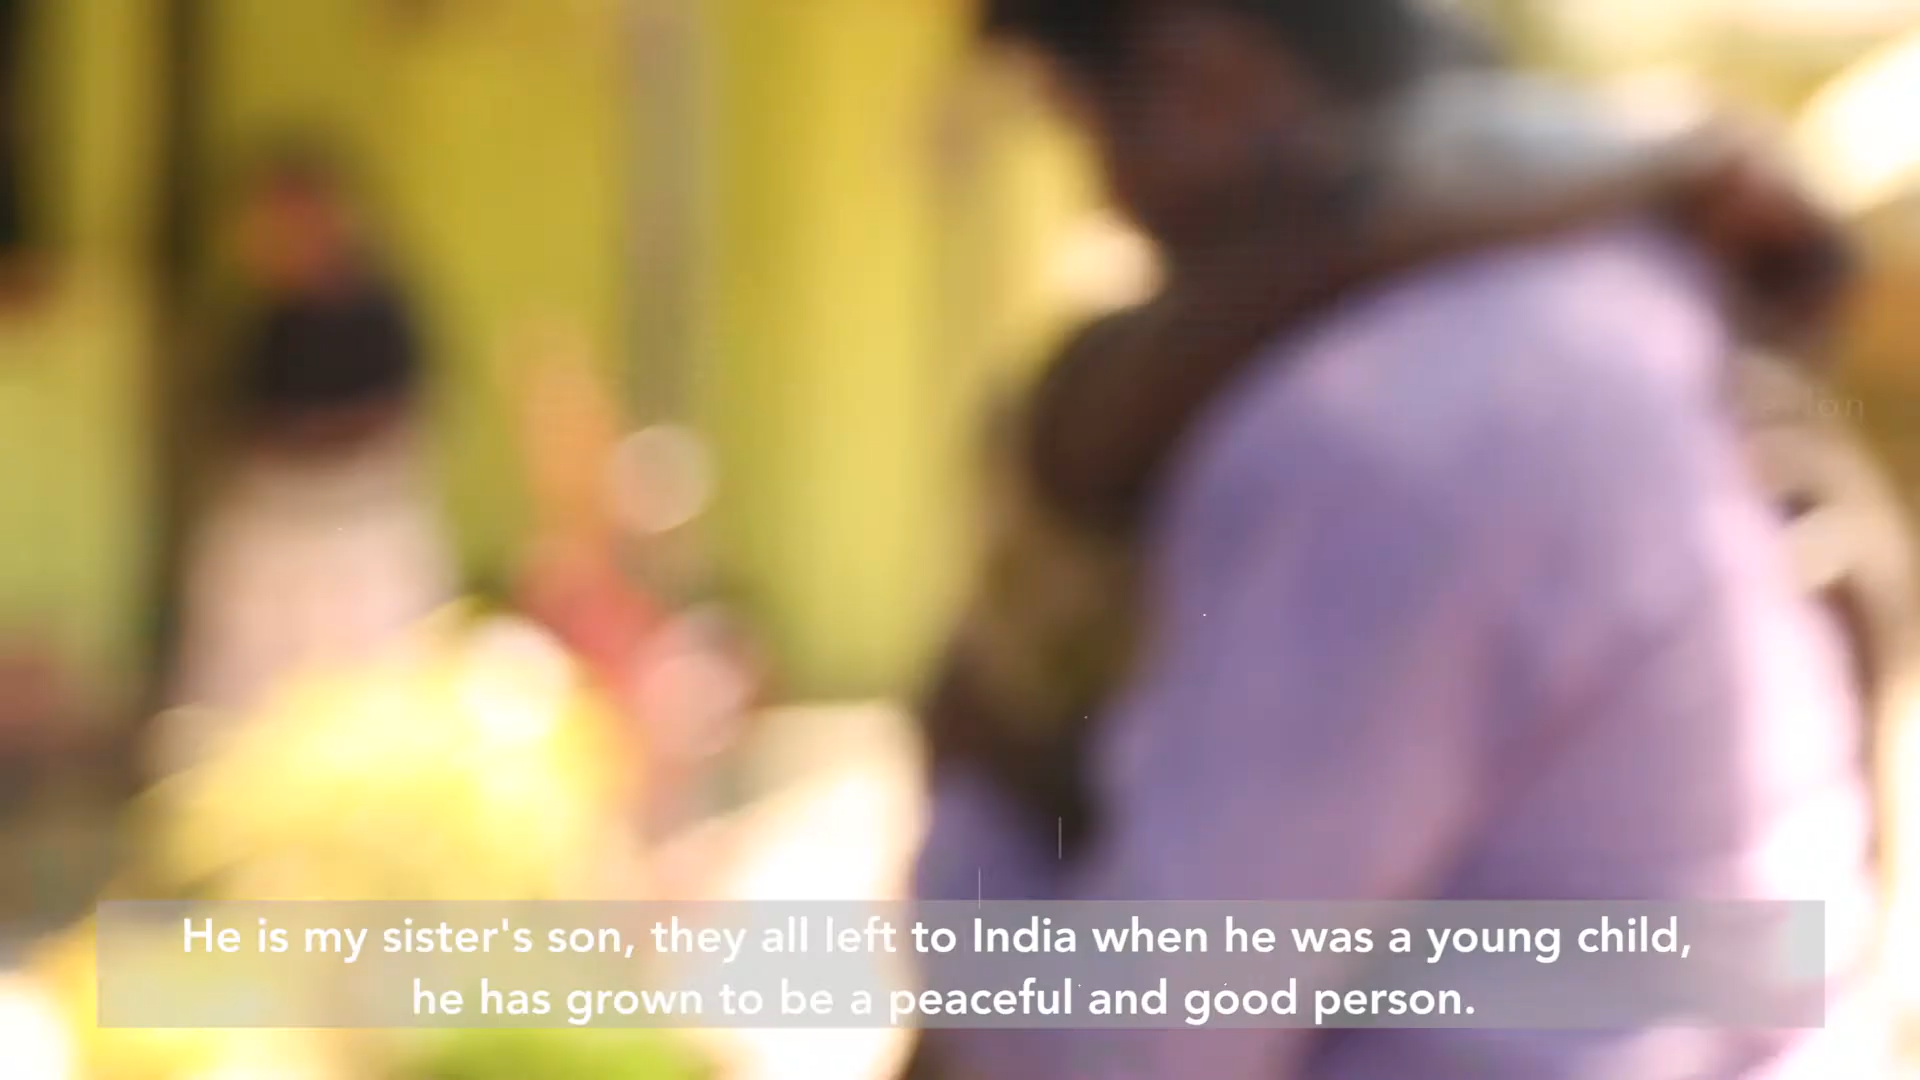 He is my sister's son, they all left to India when he was a young child,
he has grown to be a peaceful and good person.